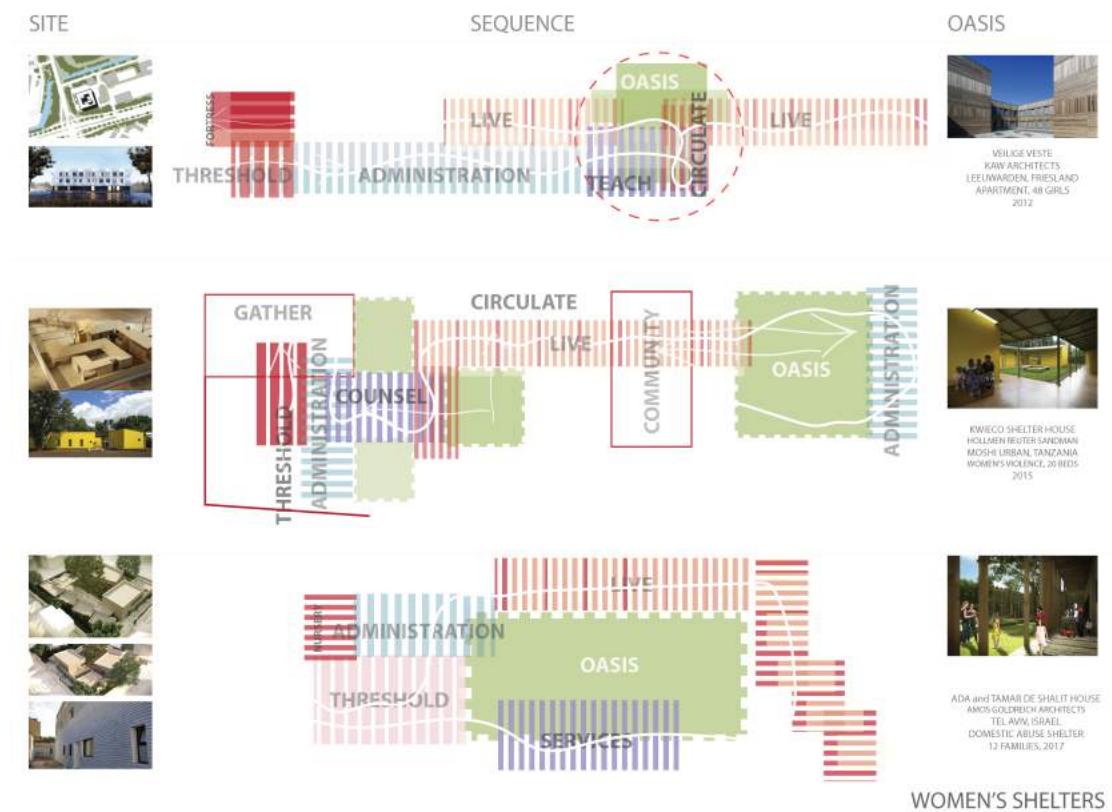 SITE
SEQUENCE
OASIS
FORTRESS
THRESHOLD
ADMINISTRATION
LIVE
OASIS
TEACH
CIRCULATE
LIVE
VEILIGE VESTE
KAW ARCHITECTS
LEEUWARDEN, FRIESLAND
APARTMENT, 48 GIRLS
2012
GATHER
THRESHOLD
ADMINISTRATION
COUNSEL
CIRCULATE
LIVE
COMMUNITY
OASIS
ADMINISTRATION
KWIECO SHELTER HOUSE
HOLLMEN REUTER SANDMAN
MOSHI URBAN, TANZANIA
WOMEN'S VIOLENCE, 20 BEDS
2015
NURSERY
ADMINISTRATION
THRESHOLD
LIVE
OASIS
SERVICES
ADA and TAMAR DE SHALIT HOUSE
AMOS GOLDREICH ARCHITECTS
TEL AVIV, ISRAEL
DOMESTIC ABUSE SHELTER
12 FAMILIES, 2017
WOMEN'S SHELTERS